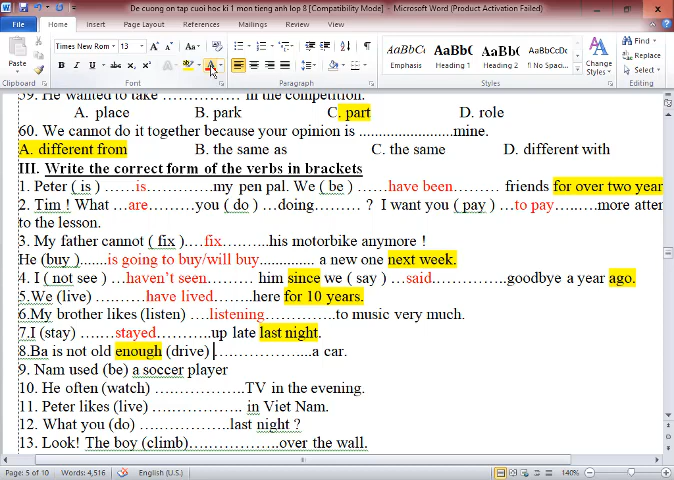 De cuong on tap cuoi hoc ki 1 mon tieng anh lop 8 [Compatibility Mode] - Microsoft Word (Product Activation Failed)
File Home Insert Page Layout References Mailings Review View
Times New Rom 13 Find
Paste Replace
Emphasis Heading 1 Heading 2 ¶ No Spac... Change Styles Select
Clipboard Font Paragraph Styles Editing
59. He wanted to take …………… in the competition.
A. place B. park C. part D. role
60. We cannot do it together because your opinion is ........................mine.
A. different from B. the same as C. the same D. different with
III. Write the correct form of the verbs in brackets
1. Peter ( is ) ……is…………my pen pal. We ( be ) ……have been……… friends for over two year
2. Tim ! What …are…………you ( do ) …doing……… ? I want you ( pay ) …to pay……more atter
to the lesson.
3. My father cannot ( fix )….fix……….his motorbike anymore !
He (buy )......is going to buy/will buy............. a new one next week.
4. I ( not see ) …haven't seen……… him since we ( say ) …said…………….goodbye a year ago.
5.We (live) ………have lived…….here for 10 years.
6.My brother likes (listen) ….listening…………..to music very much.
7.I (stay) ……stayed……….up late last night.
8.Ba is not old enough (drive) ………………...a car.
9. Nam used (be) a soccer player
10. He often (watch) …………….TV in the evening.
11. Peter likes (live) …………….. in Viet Nam.
12. What you (do) ……………..last night ?
13. Look! The boy (climb)……………..over the wall.
Page: 5 of 10 Words: 4,516 English (U.S.) 140%